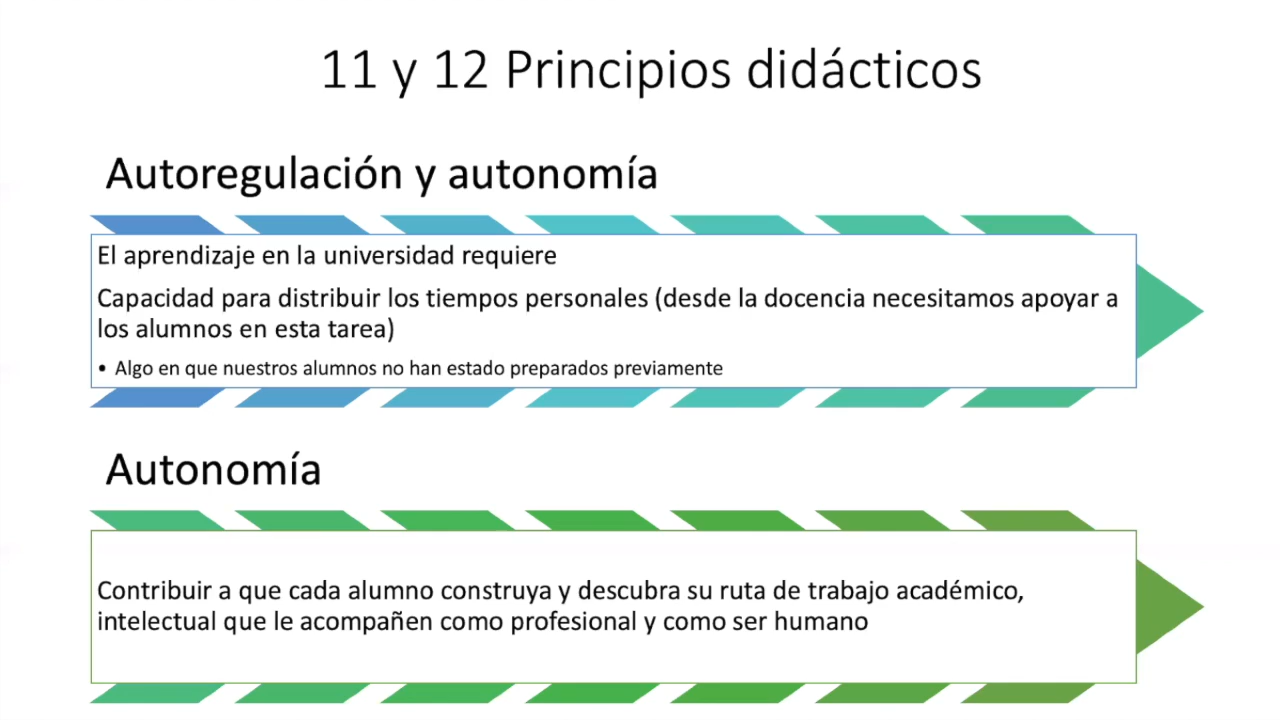 11 y 12 Principios didácticos
Autoregulación y autonomía
El aprendizaje en la universidad requiere
Capacidad para distribuir los tiempos personales (desde la docencia necesitamos apoyar a
los alumnos en esta tarea)
• Algo en que nuestros alumnos no han estado preparados previamente
Autonomía
Contribuir a que cada alumno construya y descubra su ruta de trabajo académico,
intelectual que le acompañen como profesional y como ser humano